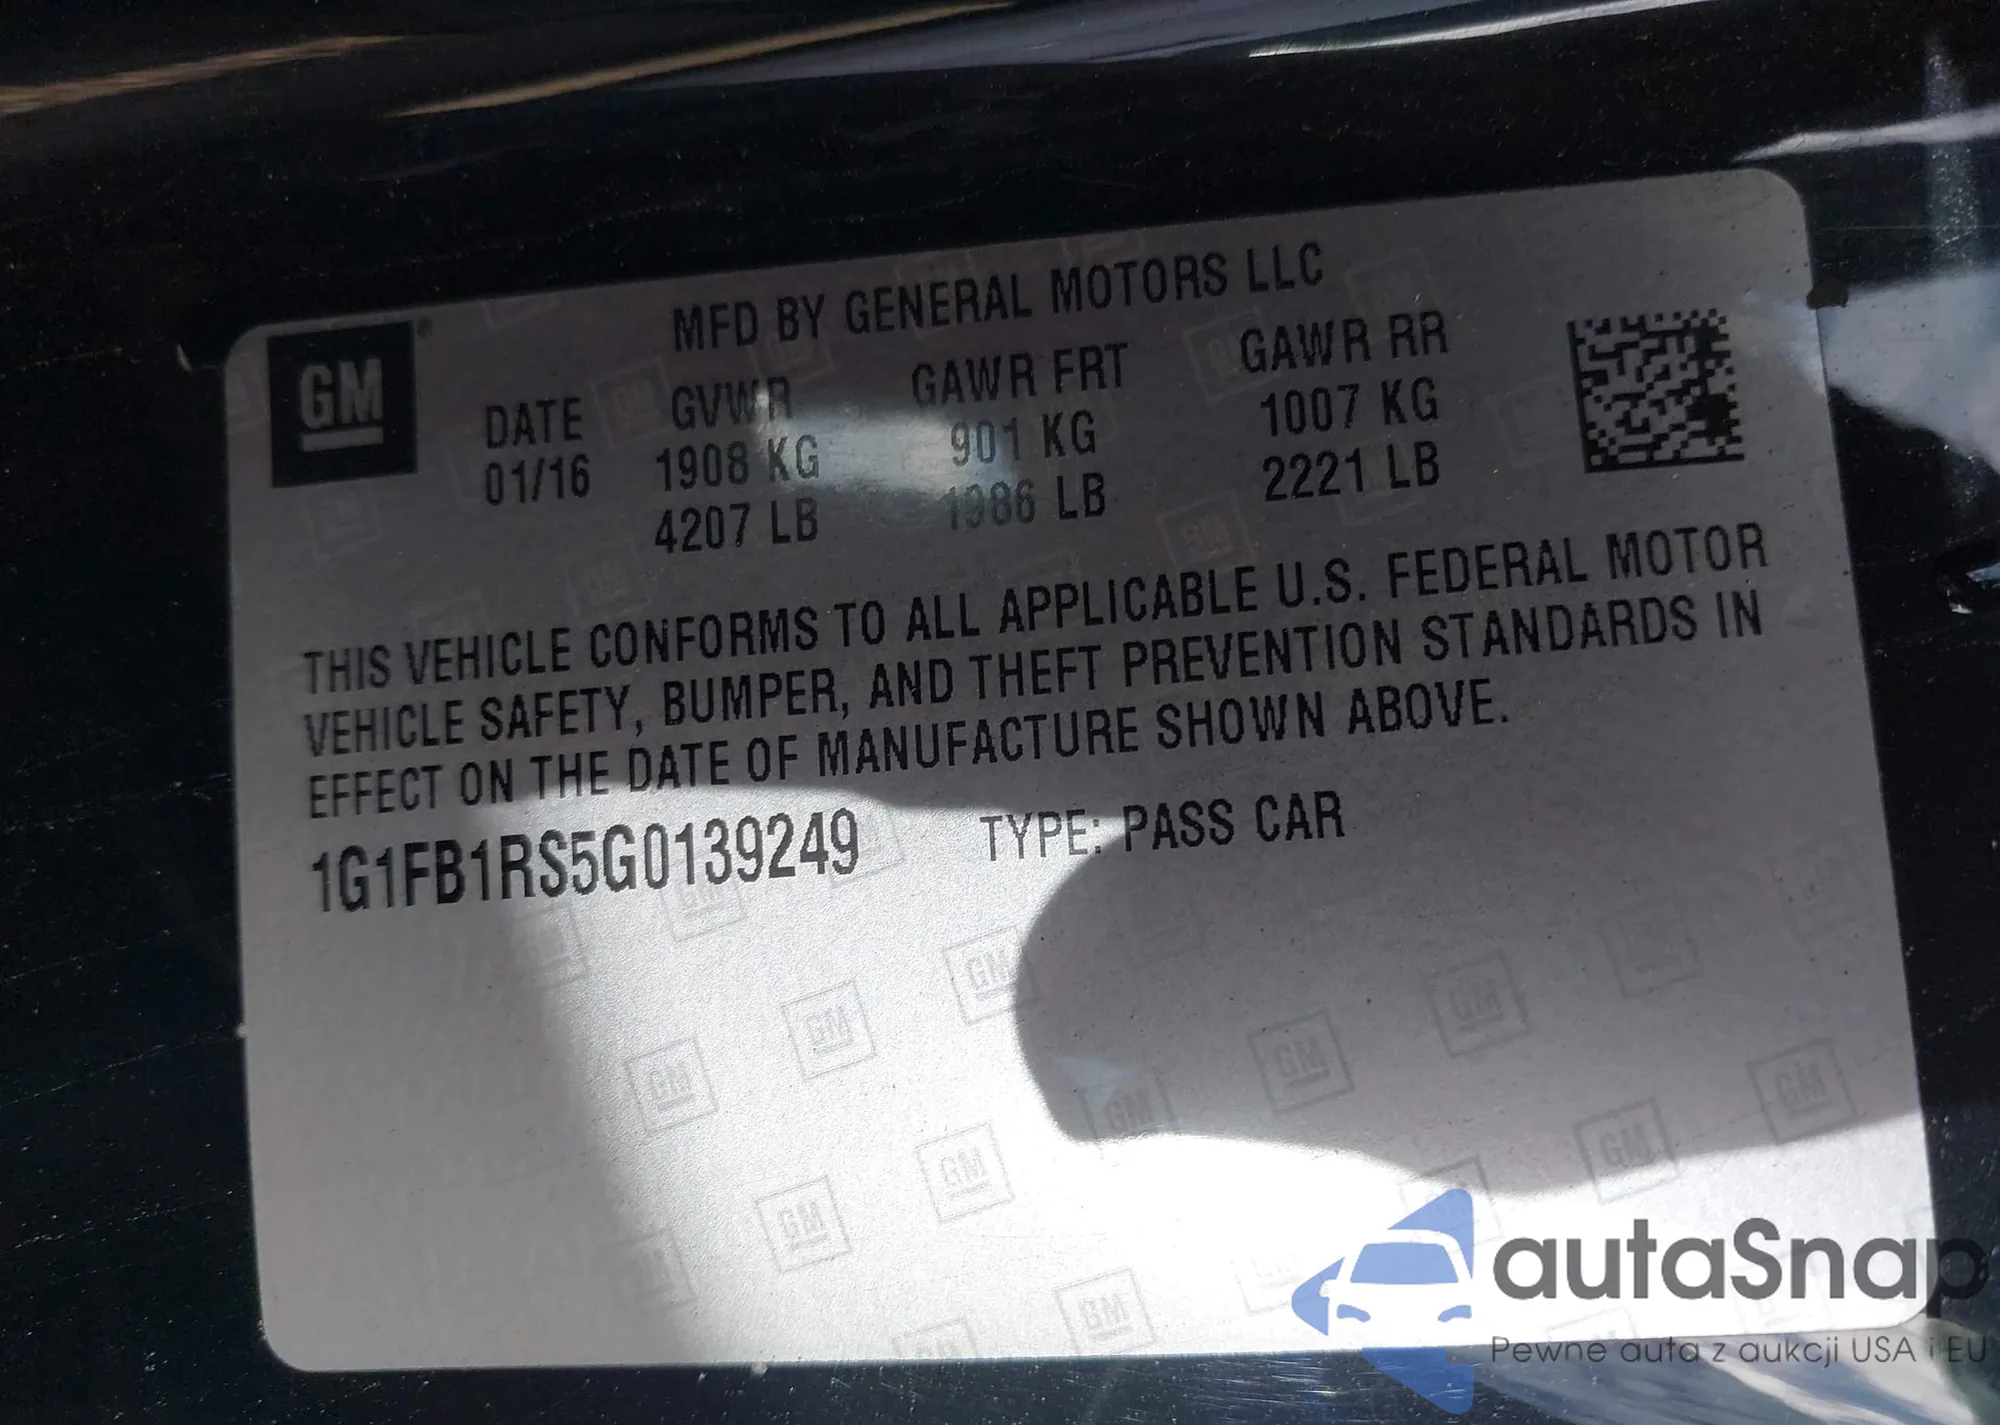 MFD BY GENERAL MOTORS LLC
GM®
DATE GVWR GAWR FRT GAWR RR
01/16 1908 KG 901 KG 1007 KG
4207 LB 1986 LB 2221 LB
THIS VEHICLE CONFORMS TO ALL APPLICABLE U.S. FEDERAL MOTOR
VEHICLE SAFETY, BUMPER, AND THEFT PREVENTION STANDARDS IN
EFFECT ON THE DATE OF MANUFACTURE SHOWN ABOVE.
1G1FB1RS5G0139249 TYPE: PASS CAR
autaSnap
Pewne auta z aukcji USA i EU